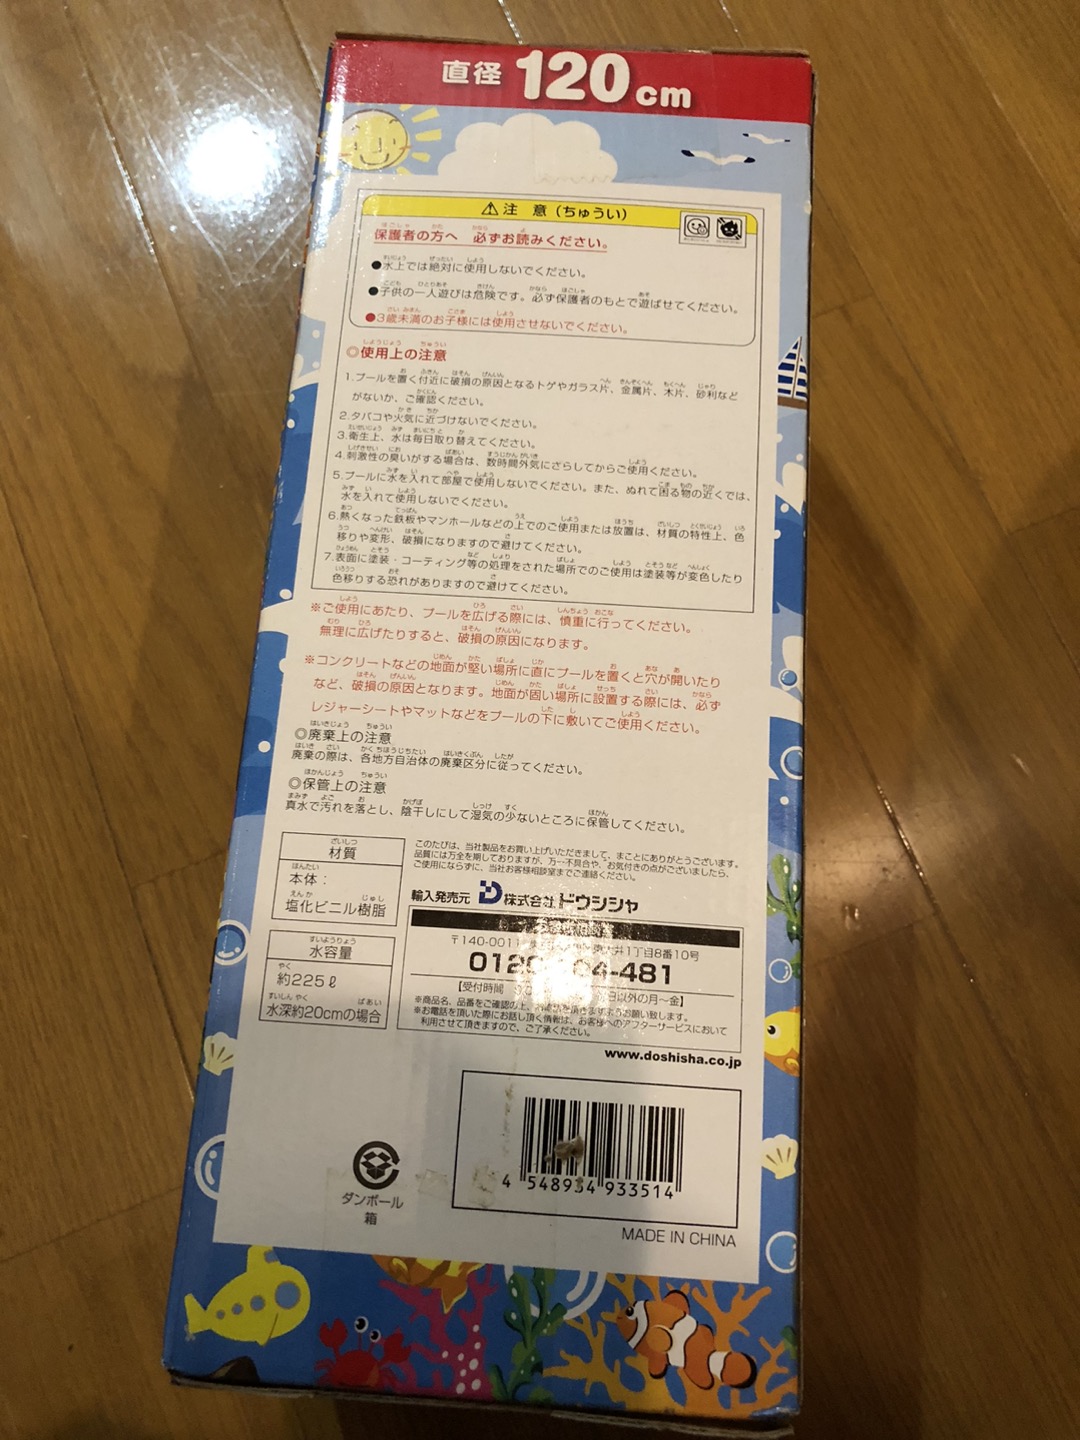 直径 120cm
注 意(ちゅうい)
保護者の方へ 必ずお読みください。
●水上では絶対に使用しないでください。
●子供の一人遊びは危険です。必ず保護者のもとで遊ばせてください。
●3歳未満のお子様には使用させないでください。
◎使用上の注意
1.プールを置く付近に破損の原因となるトゲやガラス片、金属片、木片、砂利など
がないか、ご確認ください。
2.タバコや火気に近づけないでください。
3.衛生上、水は毎日取り替えてください。
4.刺激性の臭いがする場合は、数時間外気にさらしてからご使用ください。
5.プールに水を入れて部屋で使用しないでください。また、ぬれて困る物の近くでは、
水を入れて使用しないでください。
6.熱くなった鉄板やマンホールなどの上でのご使用または放置は、材質の特性上、色
移りや変形、破損になりますので避けてください。
7.表面に塗装・コーティング等の処理をされた場所でのご使用は塗装等が変色したり
色移りする恐れがありますので避けてください。
※ご使用にあたり、プールを広げる際には、慎重に行ってください。
無理に広げたりすると、破損の原因になります。
※コンクリートなどの地面が堅い場所に直にプールを置くと穴が開いたり
など、破損の原因となります。地面が固い場所に設置する際には、必ず
レジャーシートやマットなどをプールの下に敷いてご使用ください。
◎廃棄上の注意
廃棄の際は、各地方自治体の廃棄区分に従ってください。
◎保管上の注意
真水で汚れを落とし、陰干しにして湿気の少ないところに保管してください。
材質
本体:
塩化ビニル樹脂
水容量
約225ℓ
水深約20cmの場合
このたびは、当社製品をお買い上げいただきまして、まことにありがとうございます。
品質には万全を期しておりますが、万一不具合や、お気付きの点がございましたら、
ご使用にならずに、当社お客様相談室までご連絡ください。
輸入発売元 株式会社ドウシシャ
〒140-0011 井1丁目8番10号
012 4-481
【受付時間 日以外の月~金】
※商品名、品番をご確認の上、お電話を頂きますようお願い致します。
※お電話を頂いた際にお話し頂く情報は、お客様へのアフターサービスにおいて
利用させて頂きますので、ご了承ください。
www.doshisha.co.jp
4 548934 933514
ダンボール
箱
MADE IN CHINA